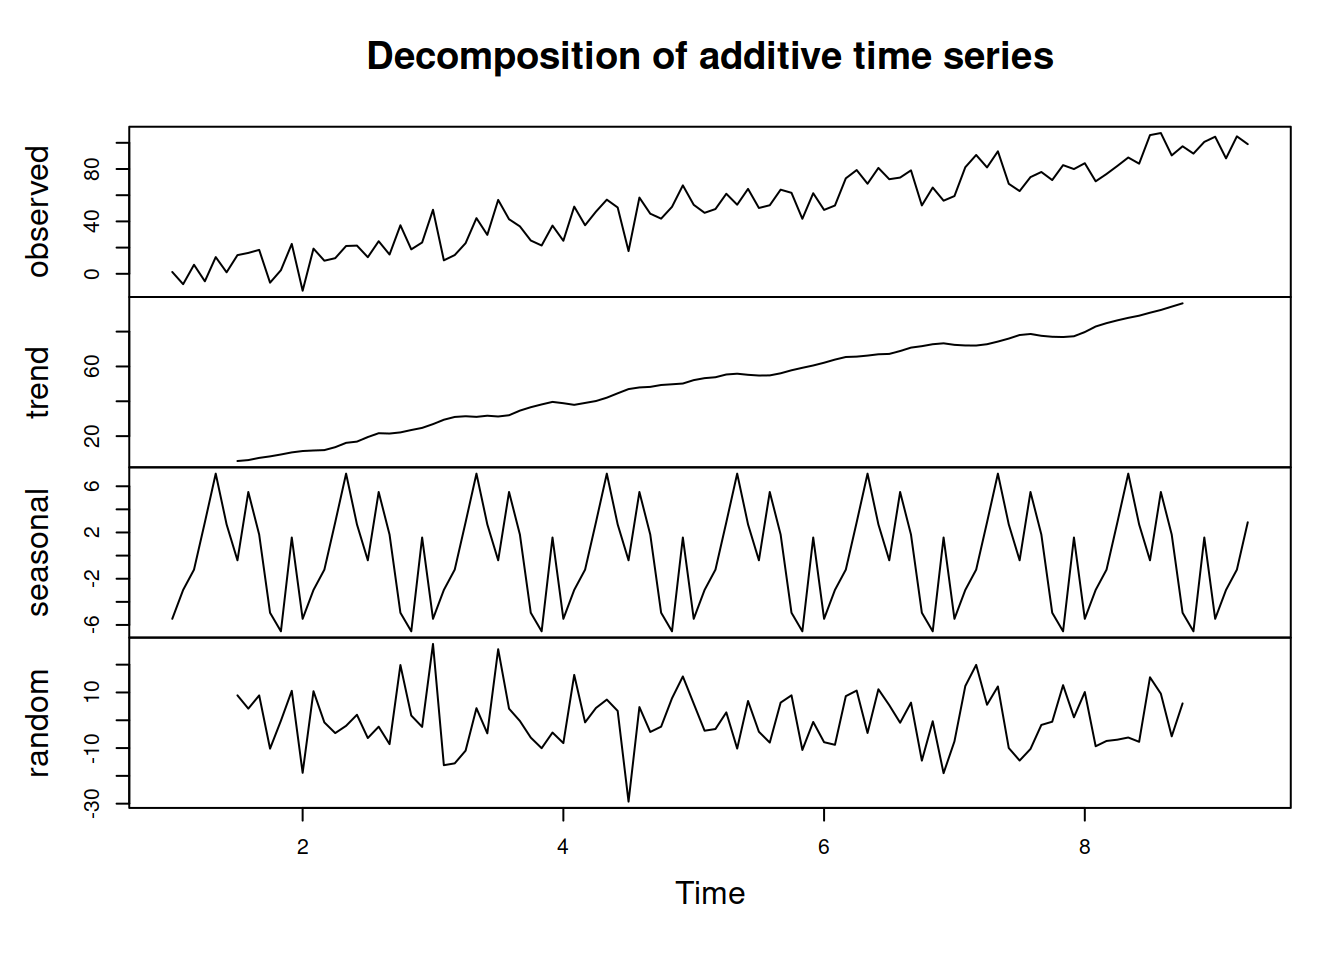 Decomposition of additive time series
observed
0 40 80
trend
20 60
seasonal
-6 -2 2 6
random
-30 -10 10
2 4 6 8
Time